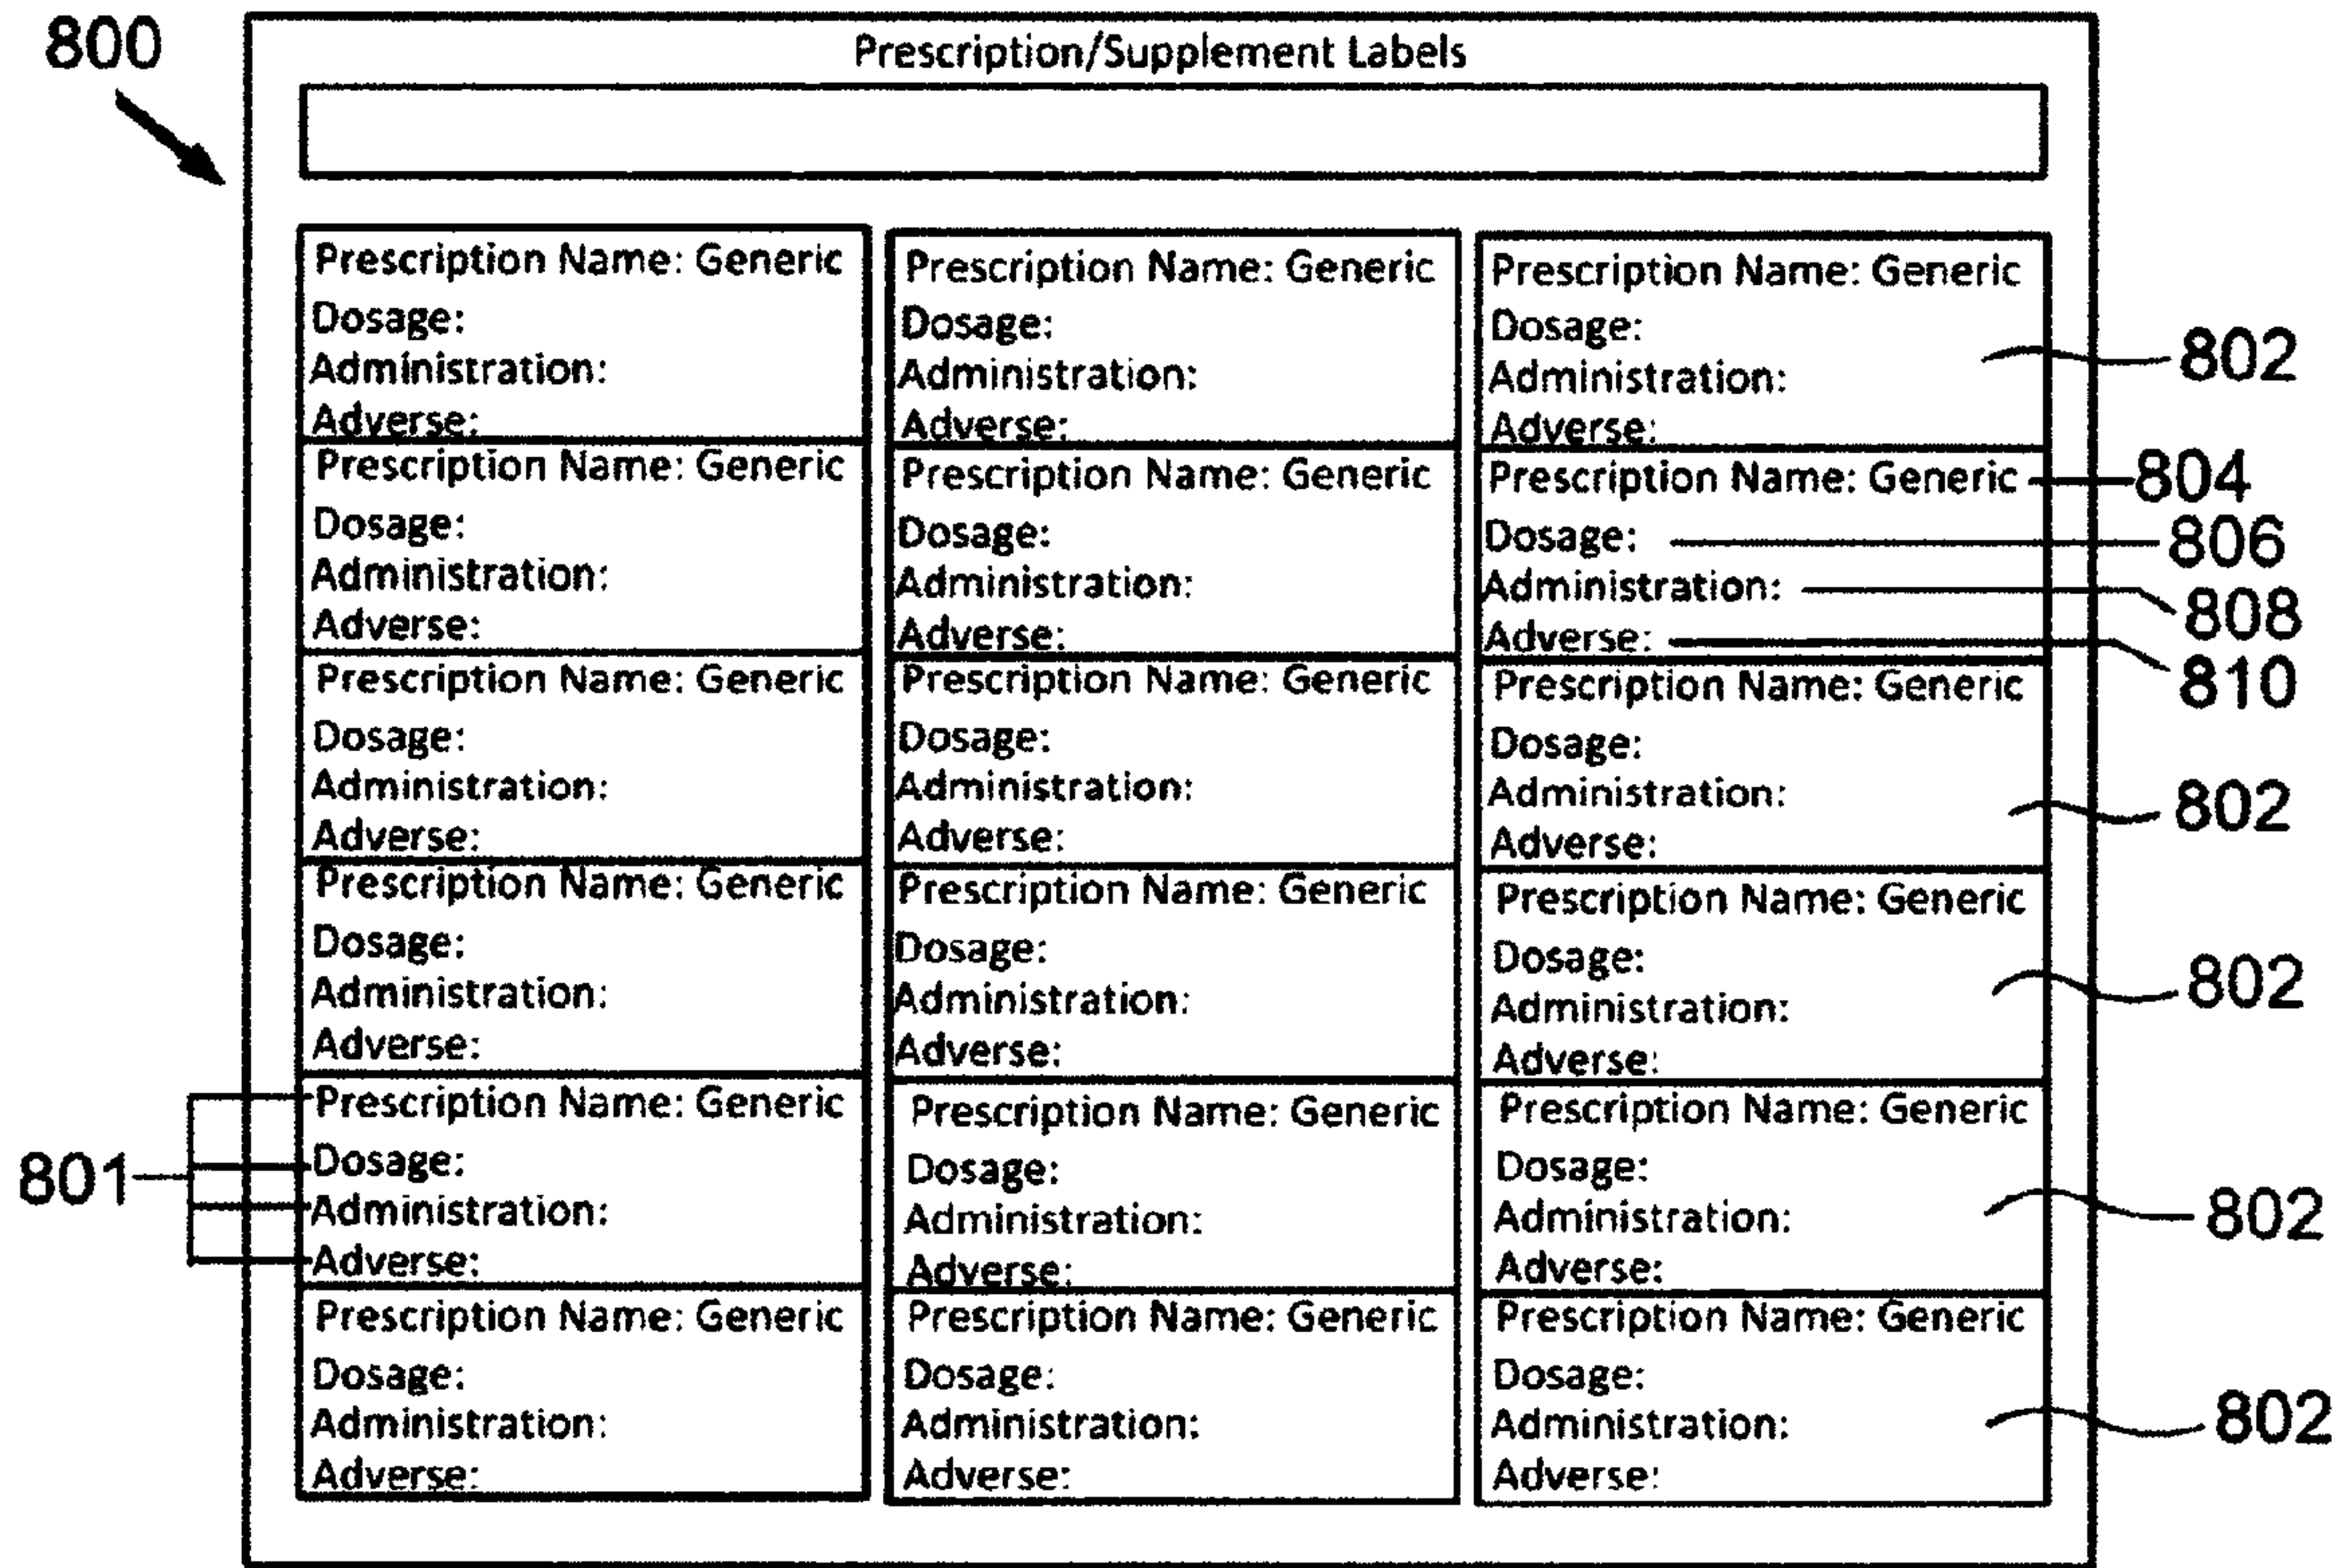 800
Prescription/Supplement Labels
Prescription Name: Generic
Dosage:
Administration:
Adverse:
Prescription Name: Generic
Dosage:
Administration:
Adverse:
Prescription Name: Generic
Dosage:
Administration:
Adverse:
Prescription Name: Generic
Dosage:
Administration:
Adverse:
801
Prescription Name: Generic
Dosage:
Administration:
Adverse:
Prescription Name: Generic
Dosage:
Administration:
Adverse:
Prescription Name: Generic
Dosage:
Administration:
Adverse:
Prescription Name: Generic
Dosage:
Administration:
Adverse:
Prescription Name: Generic
Dosage:
Administration:
Adverse:
Prescription Name: Generic
Dosage:
Administration:
Adverse:
Prescription Name: Generic
Dosage:
Administration:
Adverse:
Prescription Name: Generic
Dosage:
Administration:
Adverse:
Prescription Name: Generic
Dosage:
Administration:
Adverse:
802
Prescription Name: Generic
804
Dosage:
806
Administration:
808
Adverse:
810
Prescription Name: Generic
Dosage:
Administration:
Adverse:
802
Prescription Name: Generic
Dosage:
Administration:
Adverse:
802
Prescription Name: Generic
Dosage:
Administration:
Adverse:
802
Prescription Name: Generic
Dosage:
Administration:
Adverse:
802